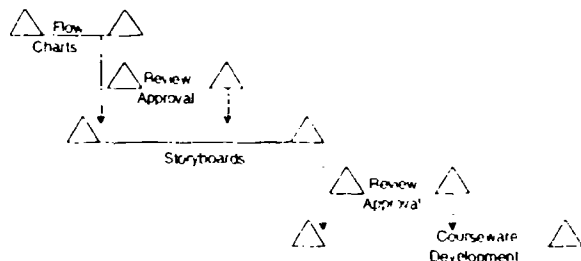 Flow
Charts
Review
Approval
Storyboards
Review
Approval
Courseware
Development